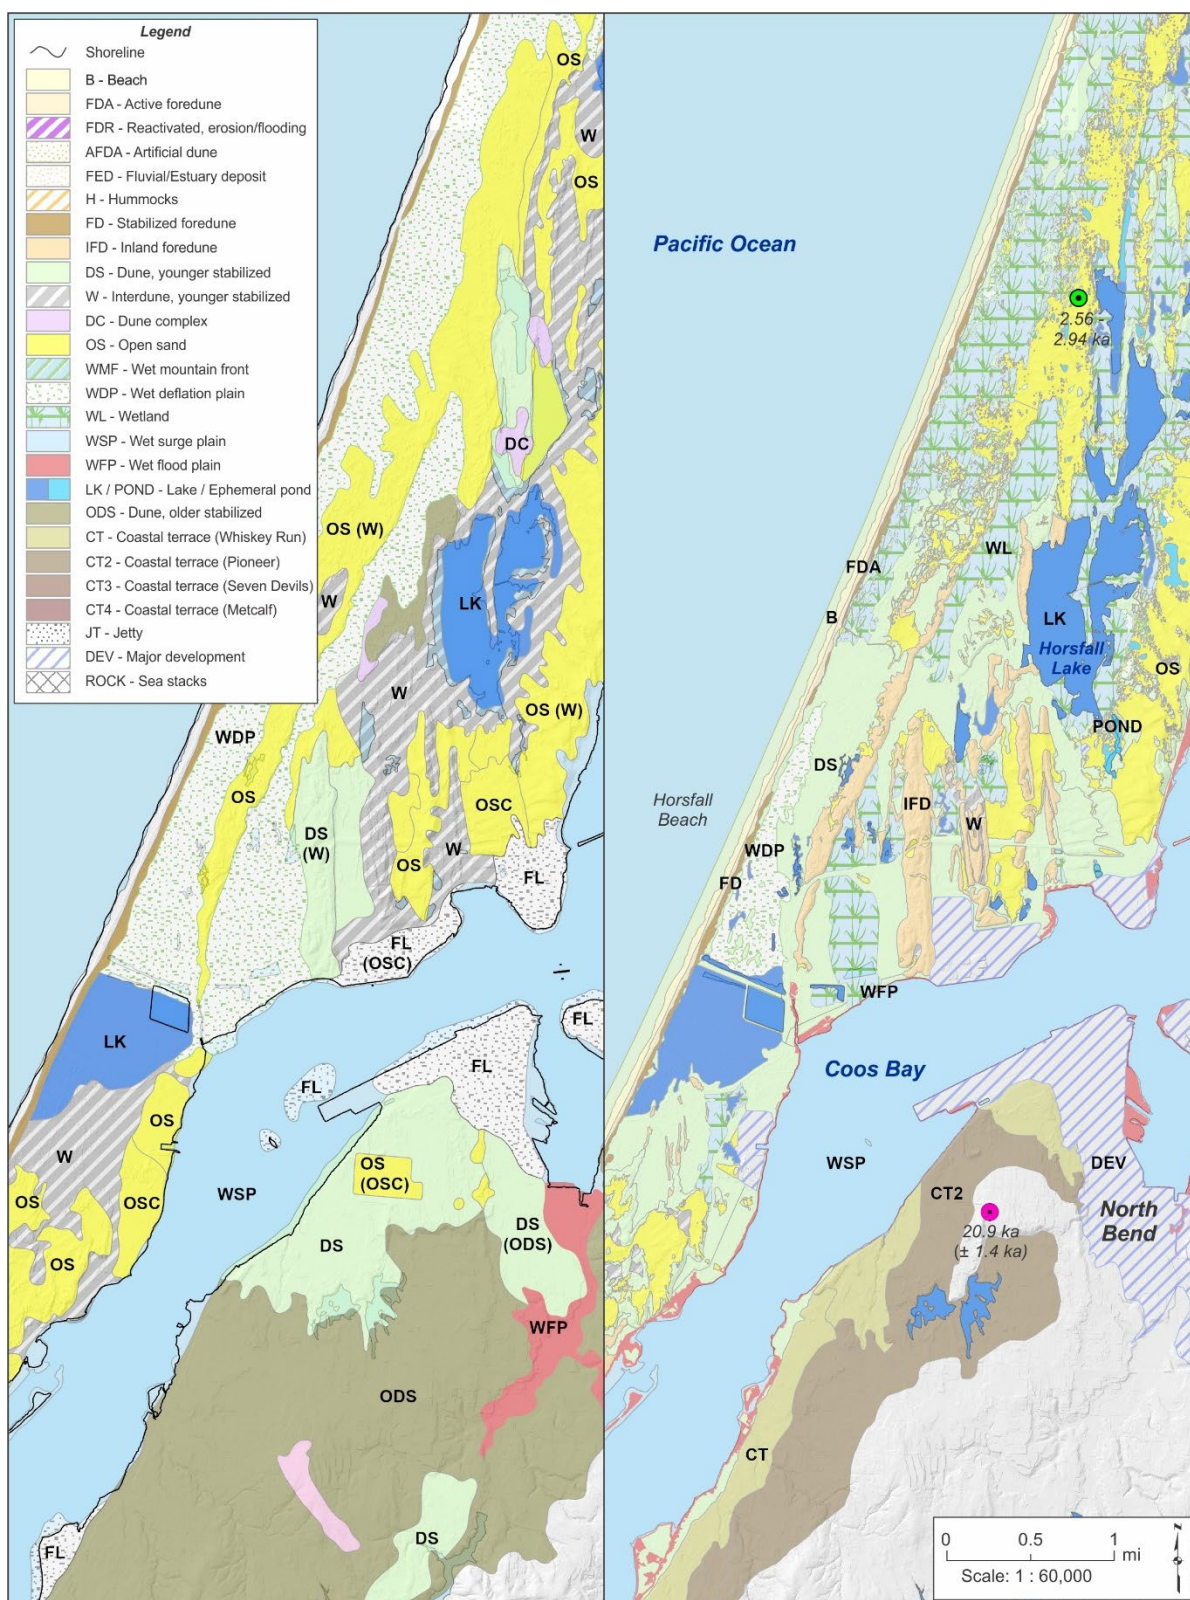 Legend
Shoreline
B - Beach
FDA - Active foredune
FDR - Reactivated, erosion/flooding
AFDA - Artificial dune
FED - Fluvial/Estuary deposit
H - Hummocks
FD - Stabilized foredune
IFD - Inland foredune
DS - Dune, younger stabilized
W - Interdune, younger stabilized
DC - Dune complex
OS - Open sand
WMF - Wet mountain front
WDP - Wet deflation plain
WL - Wetland
WSP - Wet surge plain
WFP - Wet flood plain
LK / POND - Lake / Ephemeral pond
ODS - Dune, older stabilized
CT - Coastal terrace (Whiskey Run)
CT2 - Coastal terrace (Pioneer)
CT3 - Coastal terrace (Seven Devils)
CT4 - Coastal terrace (Metcalf)
JT - Jetty
DEV - Major development
ROCK - Sea stacks
OS
W
OS
DC
OS (W)
W
LK
W
OS (W)
WDP
OS
OSC
DS
(W)
W
OS
FL
FL
(OSC)
FL
LK
FL
FL
OS
W
OS
(OSC)
OS
OSC
WSP
DS
(ODS)
DS
OS
WFP
ODS
DS
FL
Pacific Ocean
2.56 -
2.94 ka
WL
FDA
B
LK
Horsfall
Lake
OS
POND
DS
Horsfall
Beach
IFD
W
WDP
FD
WFP
Coos Bay
WSP
DEV
CT2
North
Bend
20.9 ka
(± 1.4 ka)
CT
0 0.5 1
mi
Scale: 1 : 60,000
N